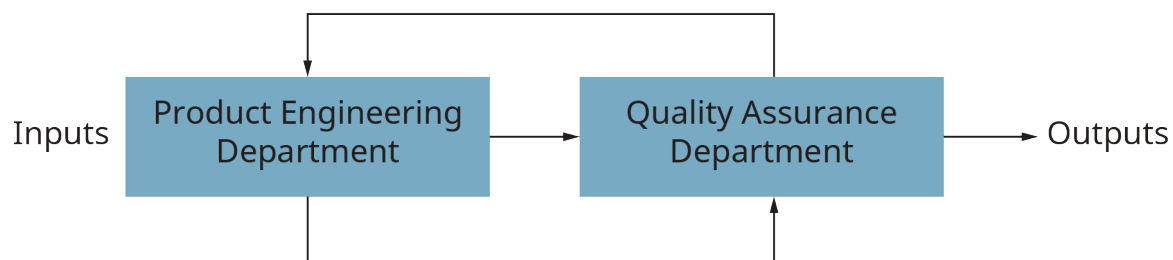 Inputs
Product Engineering
Department
Quality Assurance
Department
Outputs